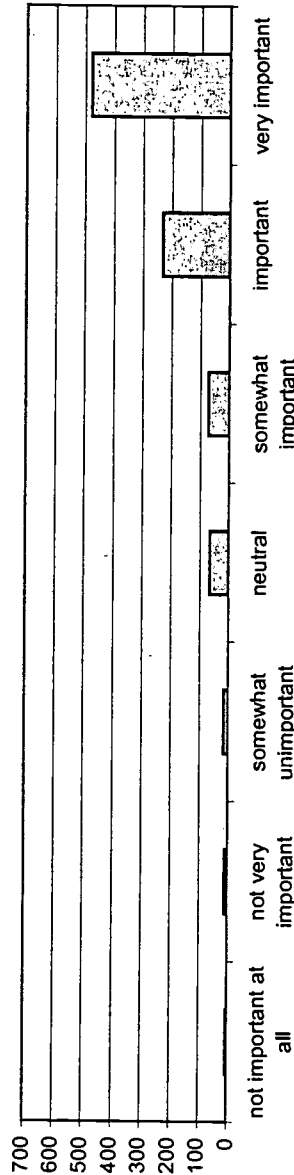 700
600
500
400
300
200
100
0
not important at
all
not very
important
somewhat
unimportant
neutral
somewhat
important
important
very important